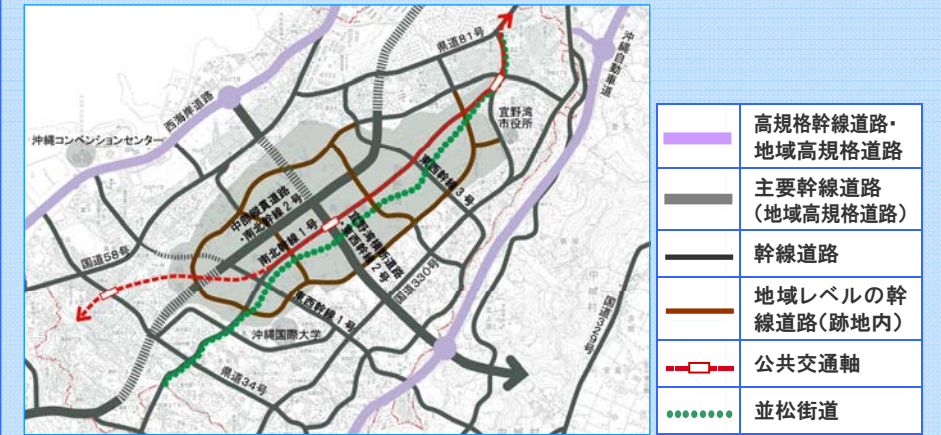 県道81号
沖縄自動車道
西海岸道路
宜野湾
市役所
沖縄コンベンションセンター
東西幹線3号
中部縦貫道路
・南北幹線2号
南北幹線1号
宜野湾横断道路
・東西幹線2号
国道58号
国道330号
国道329号
東西幹線1号
沖縄国際大学
県道34号
高規格幹線道路・
地域高規格道路
主要幹線道路
（地域高規格道路）
幹線道路
地域レベルの幹
線道路（跡地内）
公共交通軸
並松街道